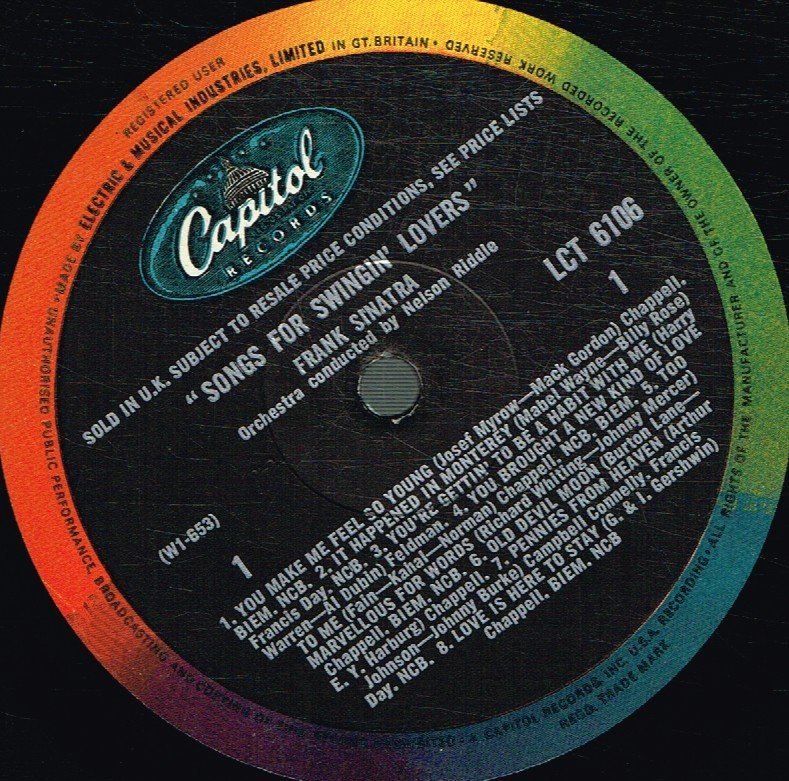 REGISTERED USER
MADE BY ELECTRIC & MUSICAL INDUSTRIES, LIMITED IN GT. BRITAIN • ALL RIGHTS OF THE MANUFACTURER AND OF THE OWNER OF THE RECORDED WORK RESERVED
Capitol
RECORDS
SOLD IN U.K. SUBJECT TO RESALE PRICE CONDITIONS, SEE PRICE LISTS
"SONGS FOR SWINGIN' LOVERS"
FRANK SINATRA
Orchestra conducted by Nelson Riddle
LCT 6106
1
(W1-653)
1
1. YOU MAKE ME FEEL SO YOUNG (Josef Myrow—Mack Gordon) Chappell,
BIEM. NCB. 2. IT HAPPENED IN MONTEREY (Mabel Wayne—Billy Rose)
Francis Day, NCB. 3. YOU'RE GETTIN' TO BE A HABIT WITH ME (Harry
Warren—Al Dubin) Feldman. 4. YOU BROUGHT A NEW KIND OF LOVE
TO ME (Fain—Kahal—Norman) Chappell, NCB. BIEM. 5. TOO
MARVELLOUS FOR WORDS (Richard Whiting—Johnny Mercer)
Chappell, BIEM. NCB. 6. OLD DEVIL MOON (Burton Lane—
E. Y. Harburg) Chappell. 7. PENNIES FROM HEAVEN (Arthur
Johnson—Johnny Burke) Campbell Connelly Francis
Day. NCB. 8. LOVE IS HERE TO STAY (G. & I. Gershwin)
Chappell. BIEM. NCB
UNAUTHORISED PUBLIC PERFORMANCE, BROADCASTING AND COPYING OF THIS RECORD PROHIBITED • A CAPITOL RECORDS, INC. U.S.A. RECORDING
REGD. TRADE MARK